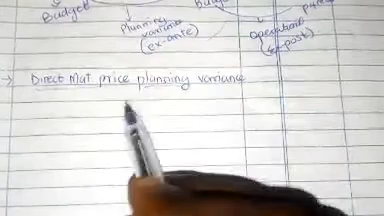 Budget
Planning
variance
(ex-ante)
Operational
(ex-post)
→ Direct Mat price planning variance